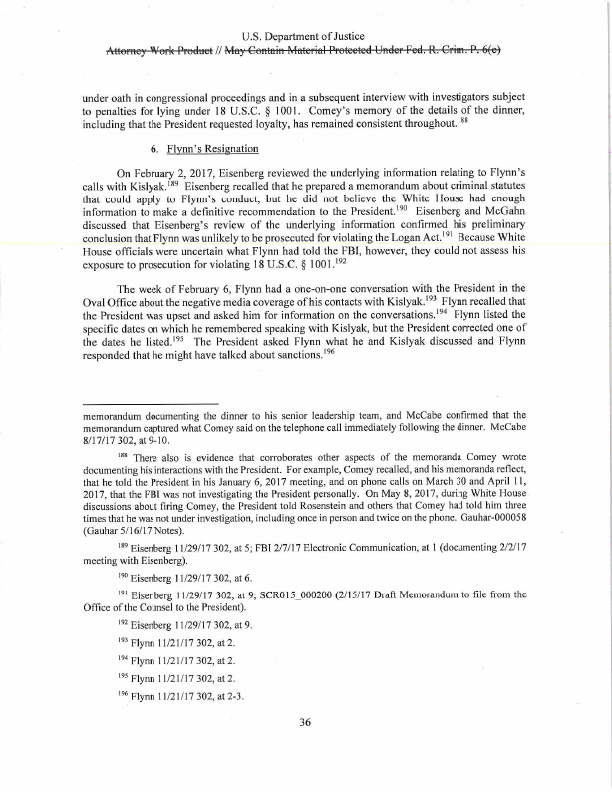 U.S. Department of Justice
Attorney Work Product // May Contain Material Protected Under Fed. R. Crim. P. 6(e)
under oath in congressional proceedings and in a subsequent interview with investigators subject
to penalties for lying under 18 U.S.C. § 1001. Comey's memory of the details of the dinner,
including that the President requested loyalty, has remained consistent throughout. 88
6. Flynn's Resignation
On February 2, 2017, Eisenberg reviewed the underlying information relating to Flynn's
calls with Kislyak.189 Eisenberg recalled that he prepared a memorandum about criminal statutes
that could apply to Flynn's conduct, but he did not believe the White House had enough
information to make a definitive recommendation to the President.190 Eisenberg and McGahn
discussed that Eisenberg's review of the underlying information confirmed his preliminary
conclusion that Flynn was unlikely to be prosecuted for violating the Logan Act.191 Because White
House officials were uncertain what Flynn had told the FBI, however, they could not assess his
exposure to prosecution for violating 18 U.S.C. § 1001.192
The week of February 6, Flynn had a one-on-one conversation with the President in the
Oval Office about the negative media coverage of his contacts with Kislyak.193 Flynn recalled that
the President was upset and asked him for information on the conversations.194 Flynn listed the
specific dates on which he remembered speaking with Kislyak, but the President corrected one of
the dates he listed.195 The President asked Flynn what he and Kislyak discussed and Flynn
responded that he might have talked about sanctions.196
memorandum documenting the dinner to his senior leadership team, and McCabe confirmed that the
memorandum captured what Comey said on the telephone call immediately following the dinner. McCabe
8/17/17 302, at 9-10.
188 There also is evidence that corroborates other aspects of the memoranda Comey wrote
documenting his interactions with the President. For example, Comey recalled, and his memoranda reflect,
that he told the President in his January 6, 2017 meeting, and on phone calls on March 30 and April 11,
2017, that the FBI was not investigating the President personally. On May 8, 2017, during White House
discussions about firing Comey, the President told Rosenstein and others that Comey had told him three
times that he was not under investigation, including once in person and twice on the phone. Gauhar-000058
(Gauhar 5/16/17 Notes).
189 Eisenberg 11/29/17 302, at 5; FBI 2/7/17 Electronic Communication, at 1 (documenting 2/2/17
meeting with Eisenberg).
190 Eisenberg 11/29/17 302, at 6.
191 Eisenberg 11/29/17 302, at 9; SCR015_000200 (2/15/17 Draft Memorandum to file from the
Office of the Counsel to the President).
192 Eisenberg 11/29/17 302, at 9.
193 Flynn 11/21/17 302, at 2.
194 Flynn 11/21/17 302, at 2.
195 Flynn 11/21/17 302, at 2.
196 Flynn 11/21/17 302, at 2-3.
36